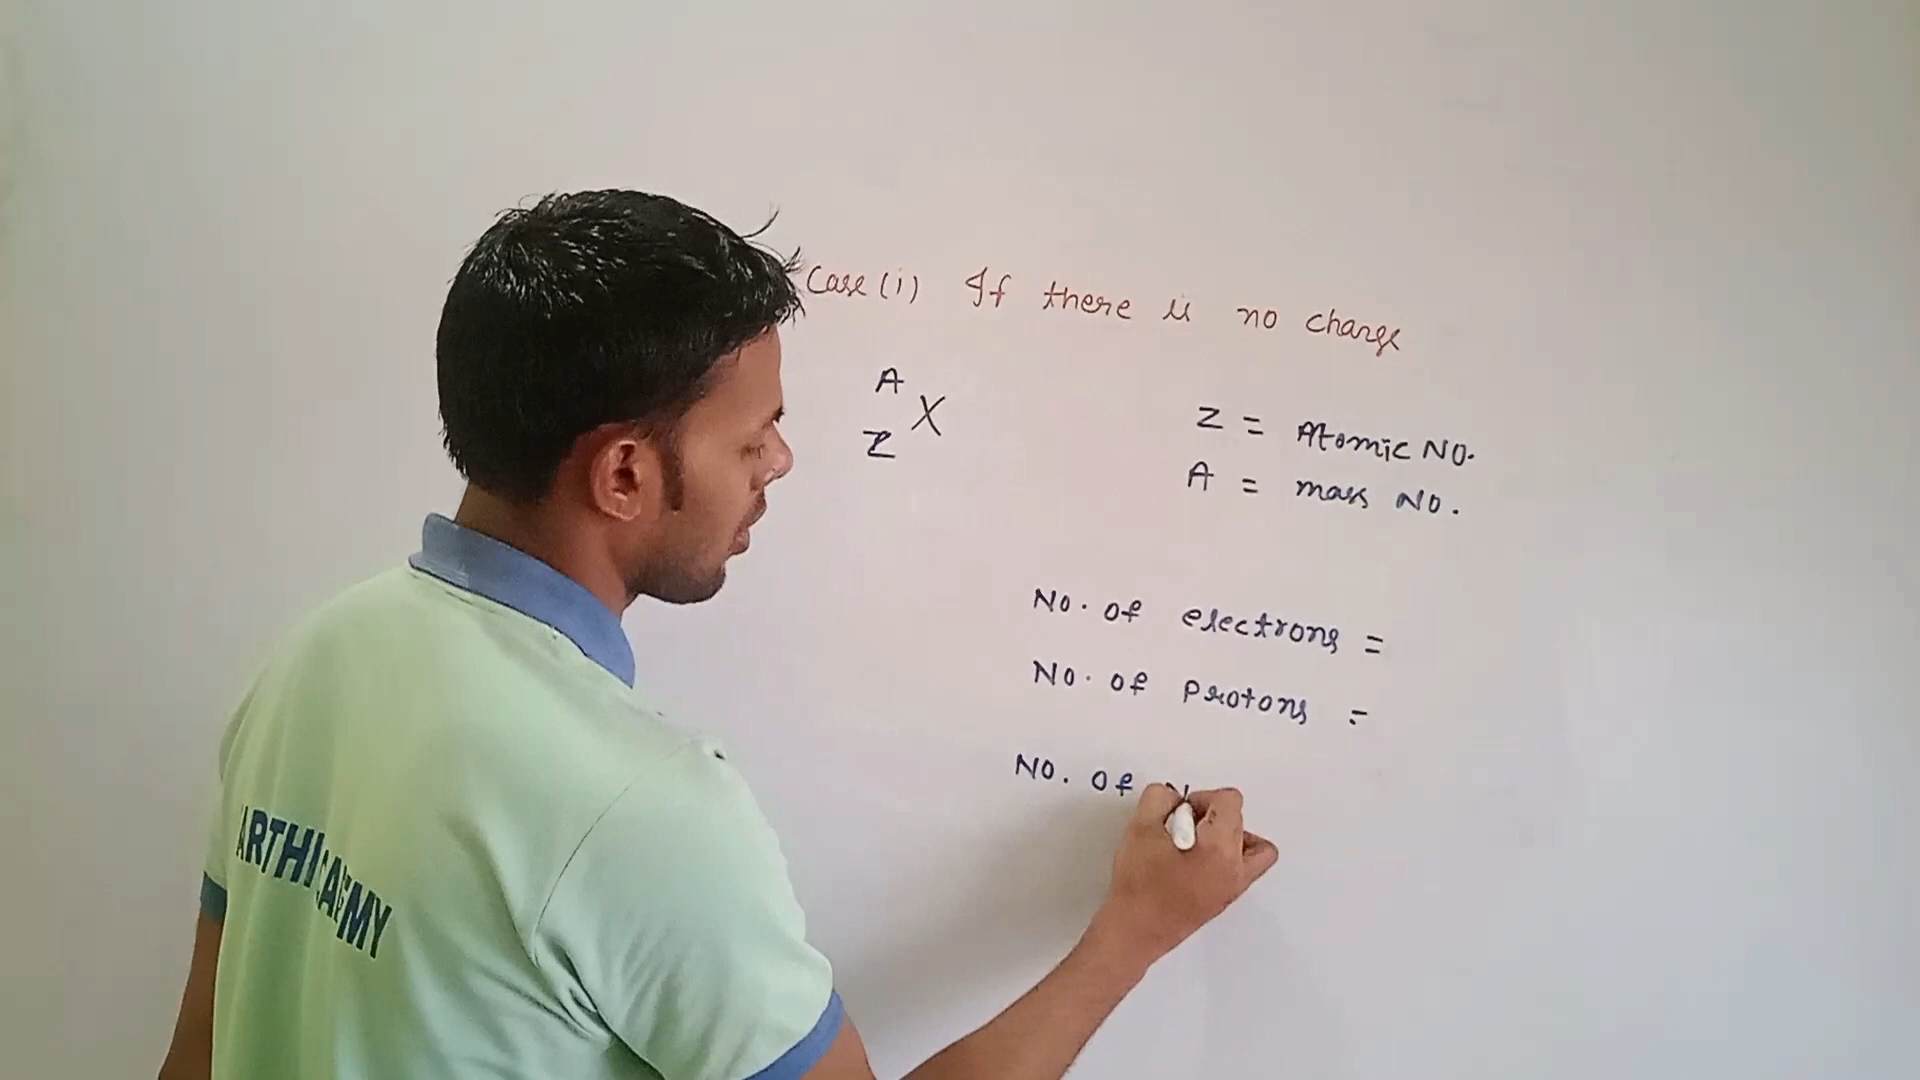 Case (i) If there is no charge
A
Z X
Z = Atomic No.
A = mass No.
No. of electrons =
No. of Protons =
No. of
ARTHI